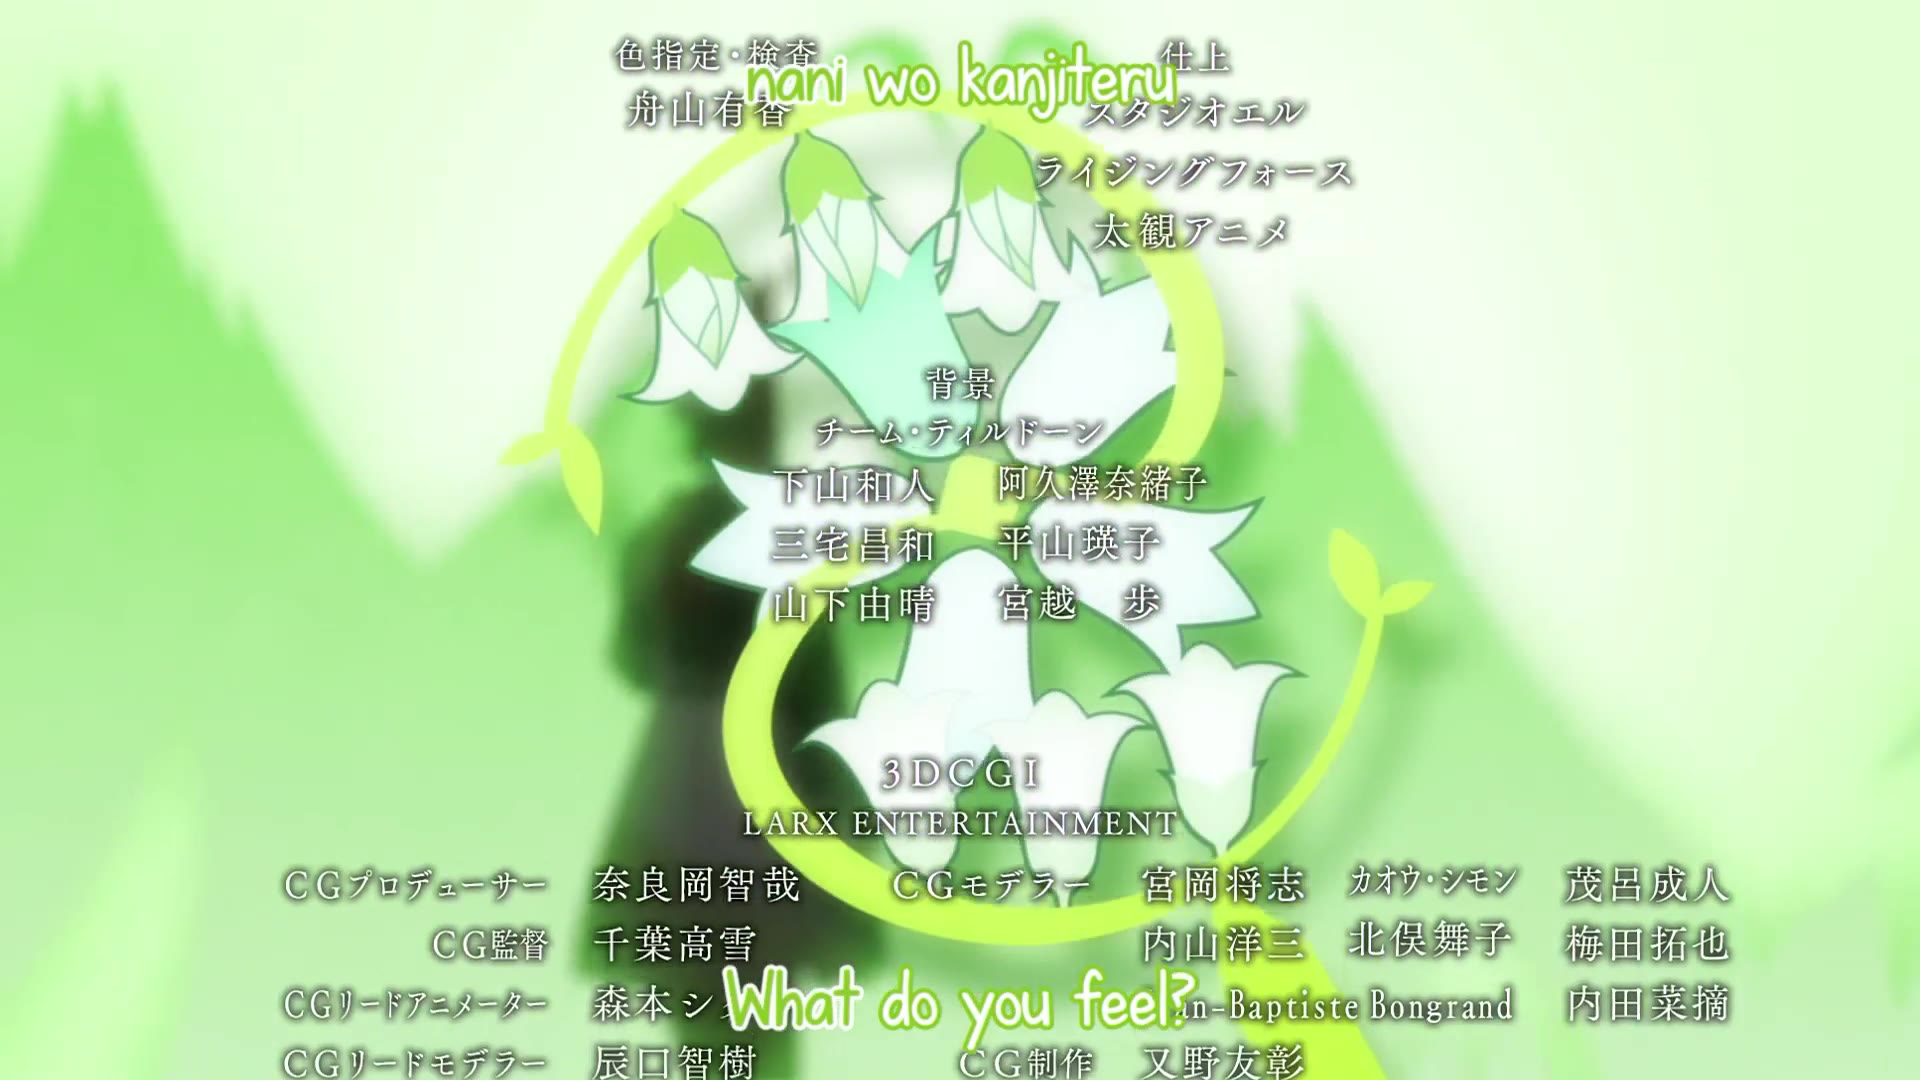 nani wo kanjiteru
色指定・検査
舟山有香
仕上
スタジオエル
ライジングフォース
太観アニメ
背景
チーム・ティルドーン
下山和人 阿久澤奈緒子
三宅昌和 平山瑛子
山下由晴 宮越 歩
3DCGI
LARX ENTERTAINMENT
CGプロデューサー 奈良岡智哉 CGモデラー 宮岡将志 カオウ・シモン 茂呂成人
CG監督 千葉高雪 内山洋三 北俣舞子 梅田拓也
CGリードアニメーター 森本 Bongrand 内田菜摘
What do you feel?
CGリードモデラー 辰口智樹 CG制作 又野友彰